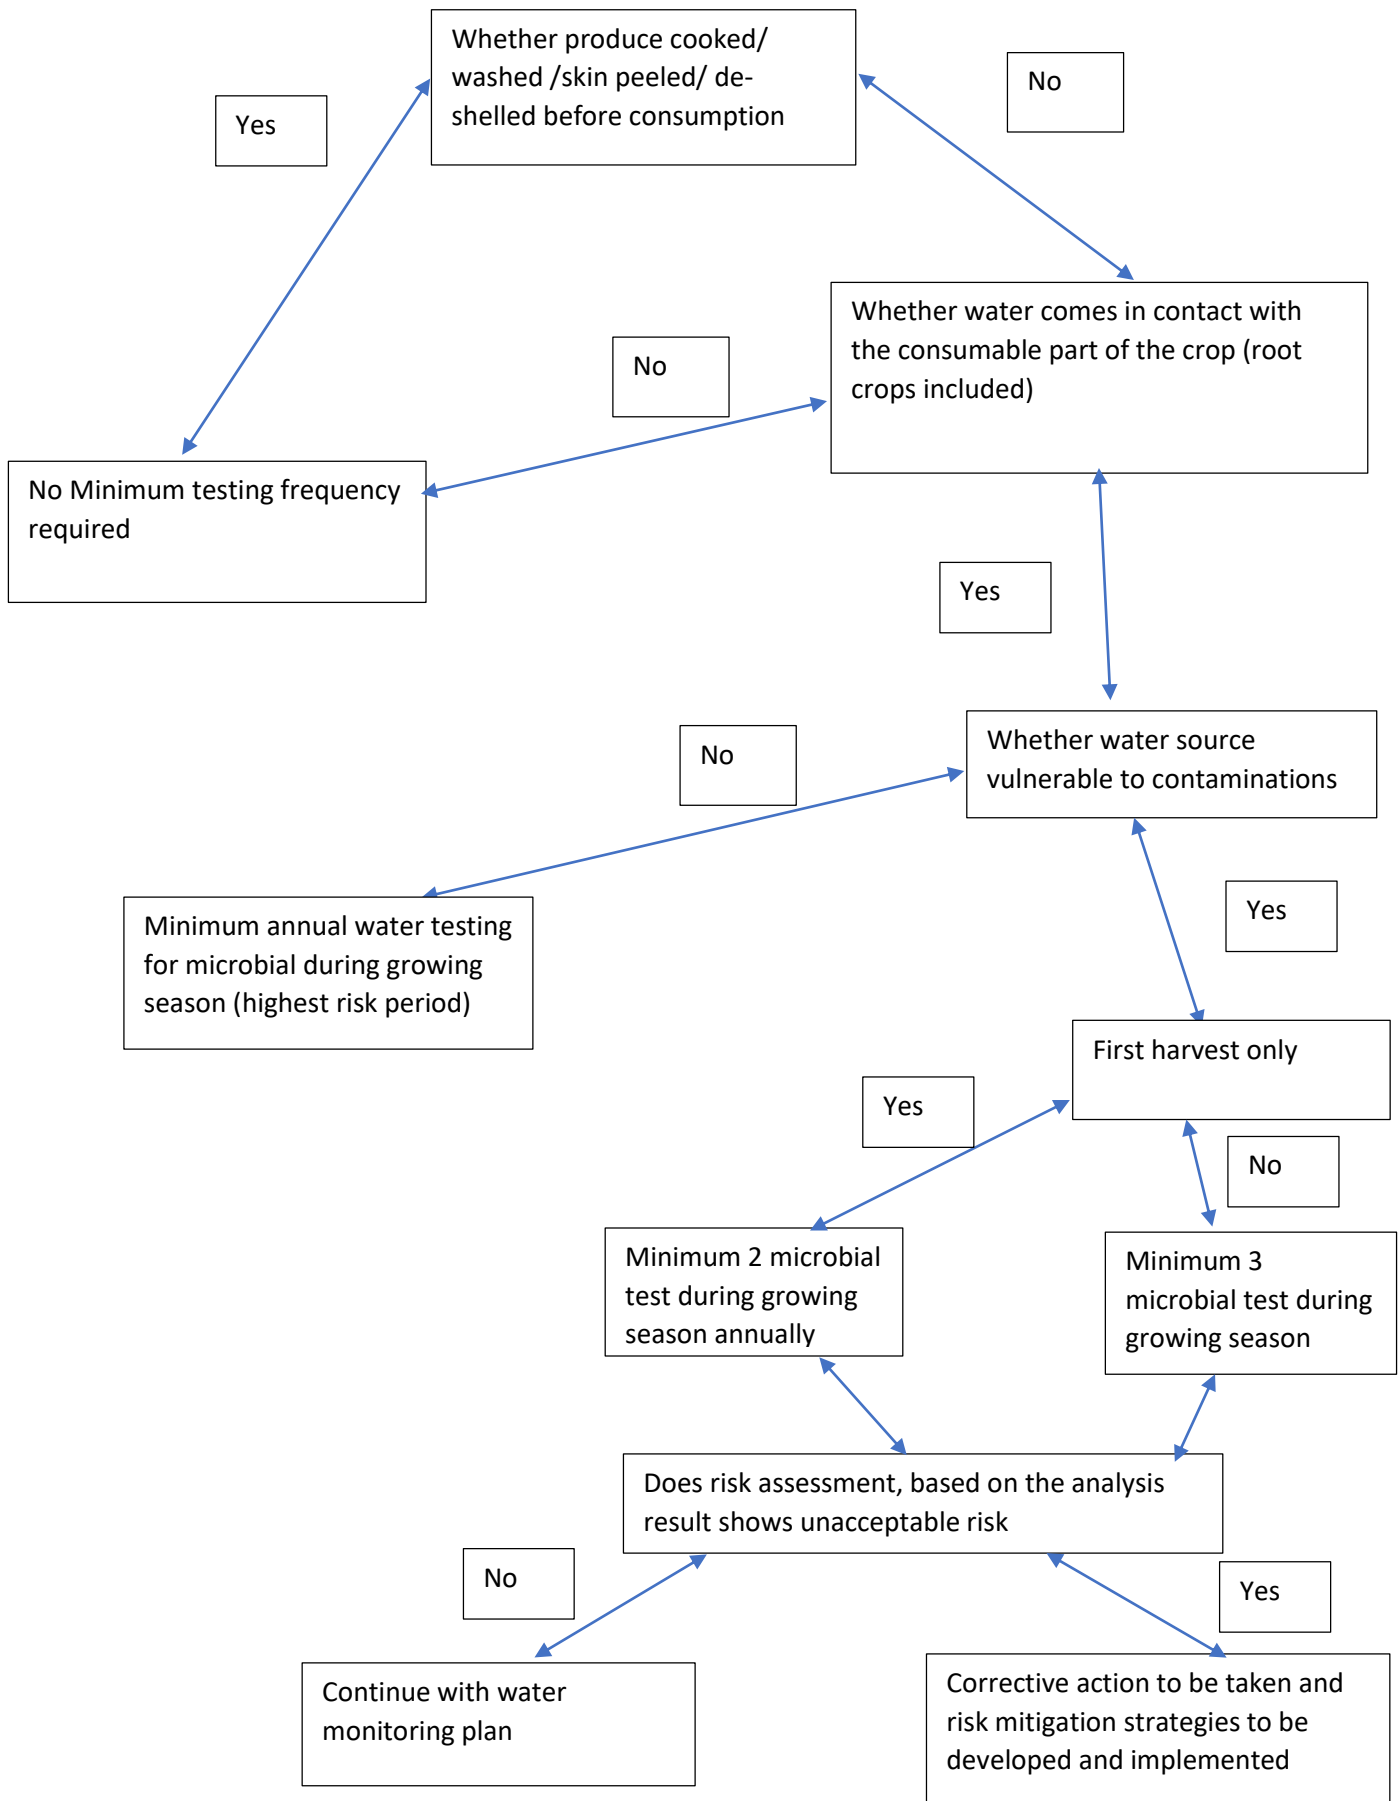 Whether produce cooked/
washed /skin peeled/ de-
shelled before consumption
No
Yes
Whether water comes in contact with
the consumable part of the crop (root
crops included)
No
No Minimum testing frequency
required
Yes
Whether water source
vulnerable to contaminations
No
Minimum annual water testing
for microbial during growing
season (highest risk period)
Yes
First harvest only
Yes
No
Minimum 2 microbial
test during growing
season annually
Minimum 3
microbial test during
growing season
Does risk assessment, based on the analysis
result shows unacceptable risk
No
Yes
Continue with water
monitoring plan
Corrective action to be taken and
risk mitigation strategies to be
developed and implemented